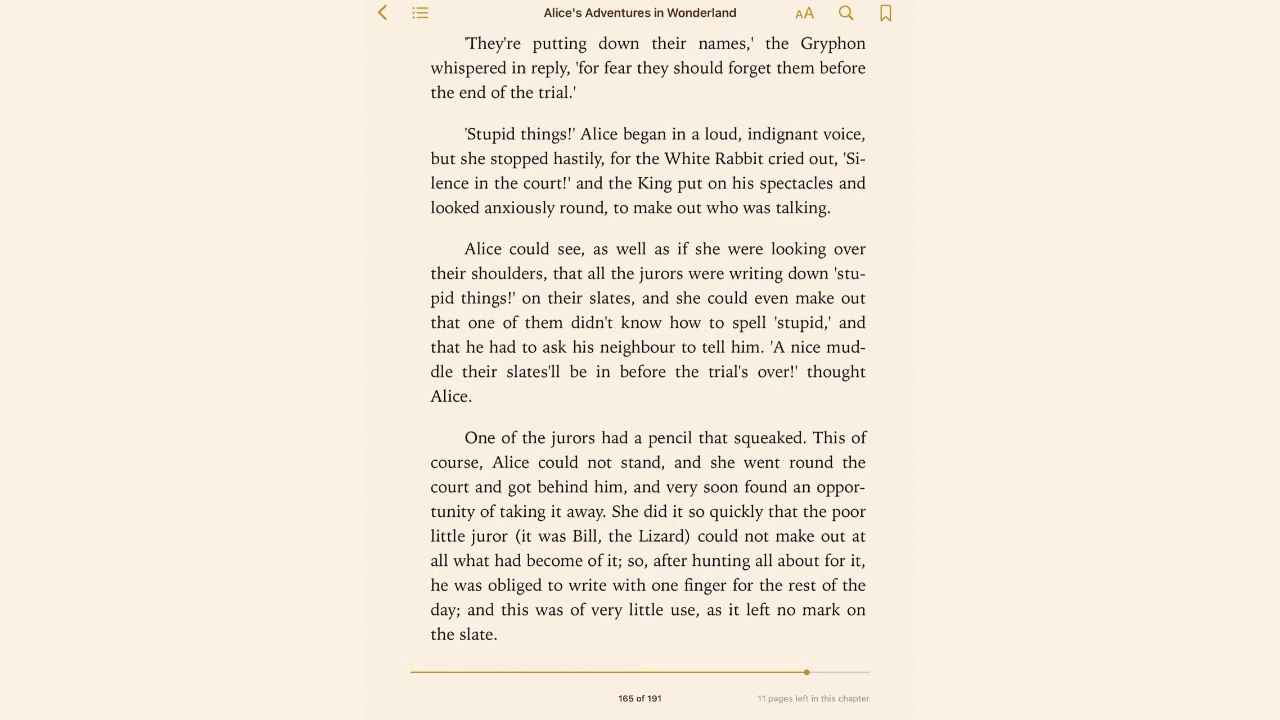 Alice's Adventures in Wonderland
AA
'They're putting down their names,' the Gryphon
whispered in reply, 'for fear they should forget them before
the end of the trial.'
'Stupid things!' Alice began in a loud, indignant voice,
but she stopped hastily, for the White Rabbit cried out, 'Si-
lence in the court!' and the King put on his spectacles and
looked anxiously round, to make out who was talking.
Alice could see, as well as if she were looking over
their shoulders, that all the jurors were writing down 'stu-
pid things!' on their slates, and she could even make out
that one of them didn't know how to spell 'stupid,' and
that he had to ask his neighbour to tell him. 'A nice mud-
dle their slates'll be in before the trial's over!' thought
Alice.
One of the jurors had a pencil that squeaked. This of
course, Alice could not stand, and she went round the
court and got behind him, and very soon found an oppor-
tunity of taking it away. She did it so quickly that the poor
little juror (it was Bill, the Lizard) could not make out at
all what had become of it; so, after hunting all about for it,
he was obliged to write with one finger for the rest of the
day; and this was of very little use, as it left no mark on
the slate.
165 of 191
11 pages left in this chapter